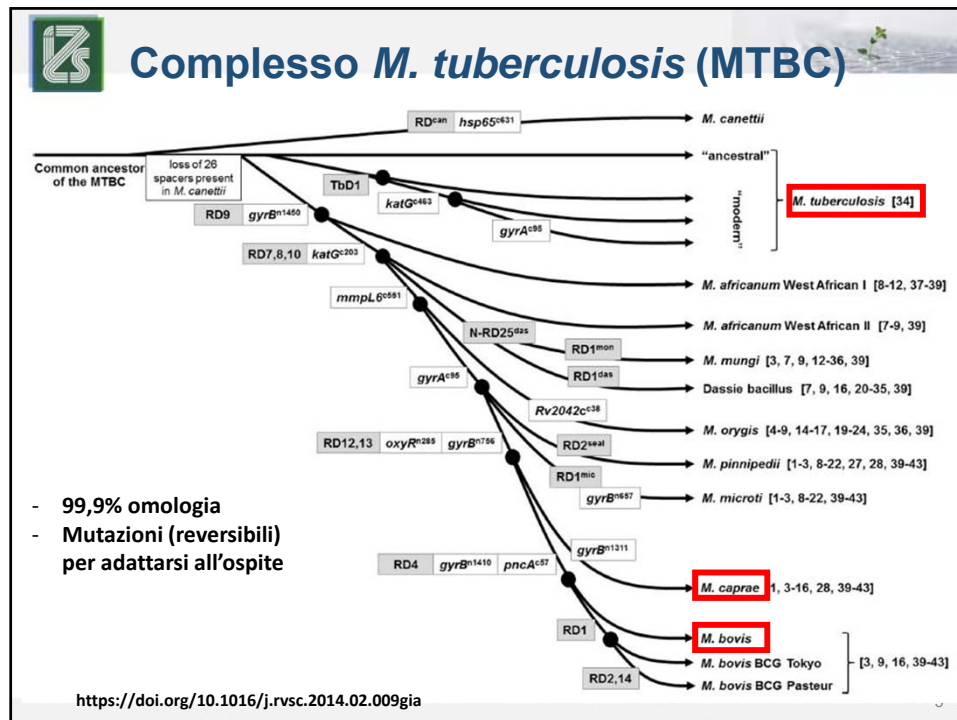 Complesso M. tuberculosis (MTBC)
RDcan hsp65c631
M. canettii
"ancestral"
Common ancestor
of the MTBC
loss of 26
spacers present
in M. canettii
TbD1
katGc463
gyrAc95
"modern"
M. tuberculosis [34]
RD9 gyrBn1450
RD7,8,10 katGc203
M. africanum West African I [8-12, 37-39]
mmpL6c551
M. africanum West African II [7-9, 39]
N-RD25das
RD1mon
M. mungi [3, 7, 9, 12-36, 39]
gyrAc95
RD1das
Dassie bacillus [7, 9, 16, 20-35, 39]
Rv2042cc38
M. orygis [4-9, 14-17, 19-24, 35, 36, 39]
RD12,13 oxyRn285 gyrBn756
RD2seal
M. pinnipedii [1-3, 8-22, 27, 28, 39-43]
RD1mic
gyrBn657
M. microti [1-3, 8-22, 39-43]
- 99,9% omologia
- Mutazioni (reversibili)
per adattarsi all'ospite
gyrBn1311
RD4 gyrBn1410 pncAc57
M. caprae [1, 3-16, 28, 39-43]
RD1
M. bovis
M. bovis BCG Tokyo
[3, 9, 16, 39-43]
RD2,14
M. bovis BCG Pasteur
https://doi.org/10.1016/j.rvsc.2014.02.009gia